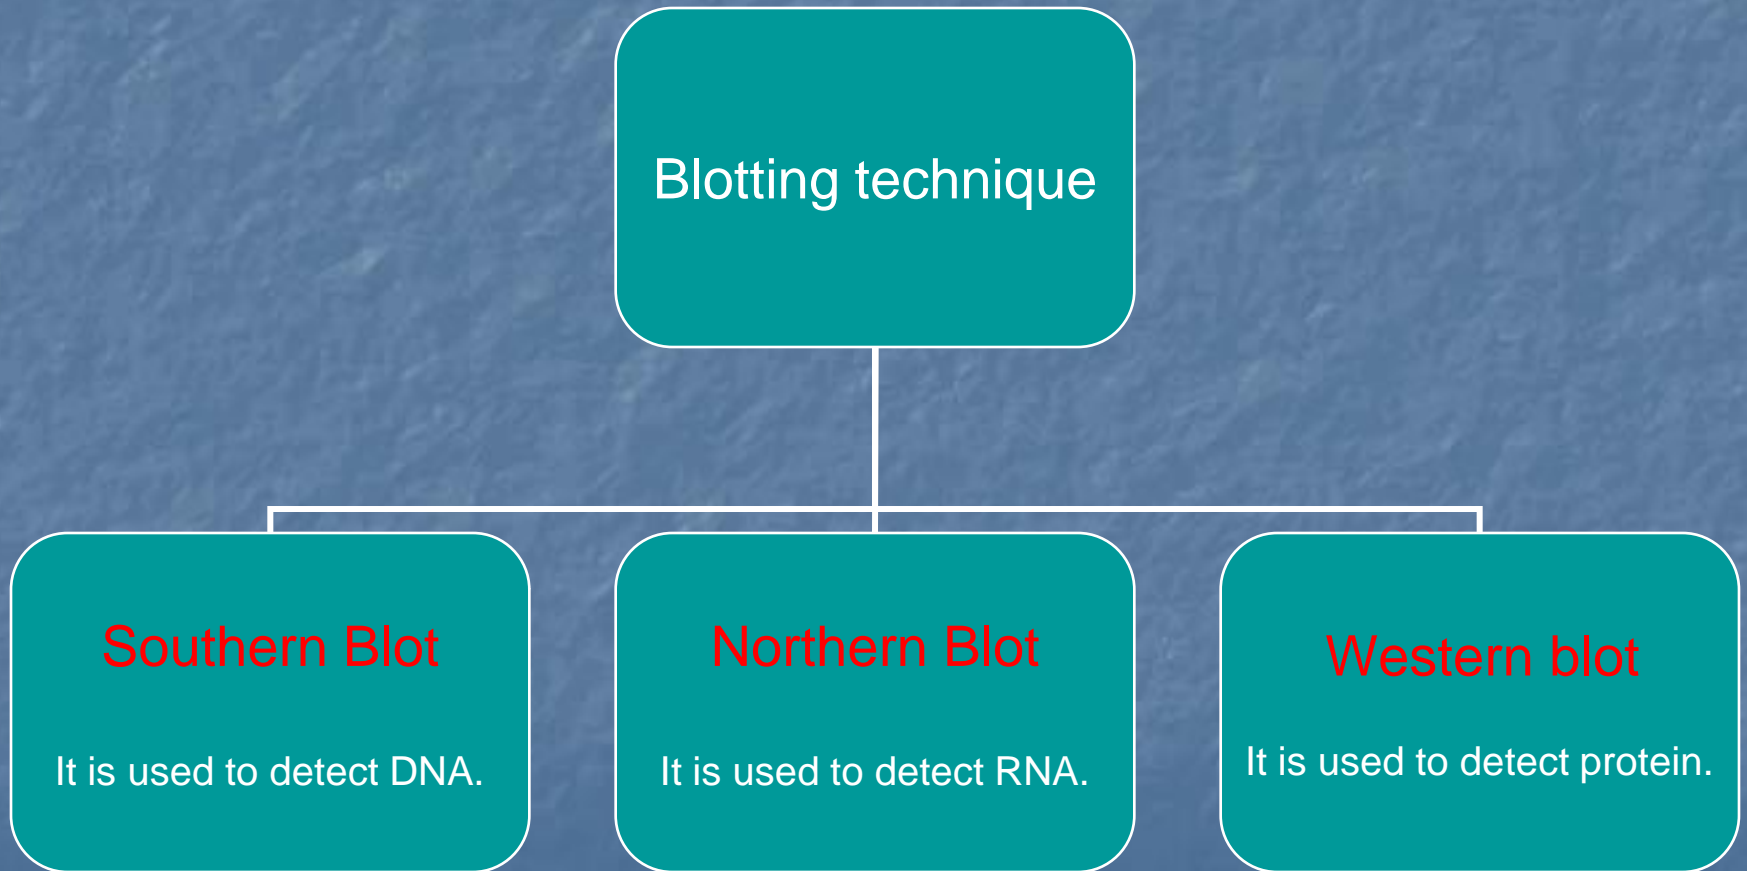 Blotting technique
Southern Blot
It is used to detect DNA.
Northern Blot
It is used to detect RNA.
Western blot
It is used to detect protein.